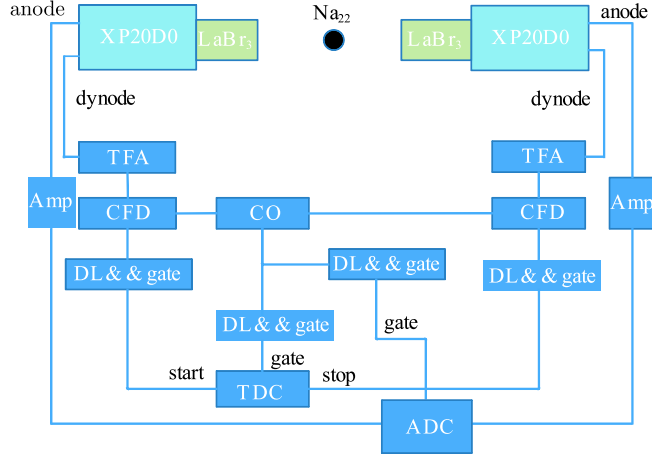 anode
Na₂₂
anode
XP20D0
LaBr₃
LaBr₃
XP20D0
dynode
dynode
TFA
TFA
Amp
CFD
CO
CFD
Amp
DL&&gate
DL&&gate
DL&&gate
DL&&gate
gate
gate
start
stop
TDC
ADC